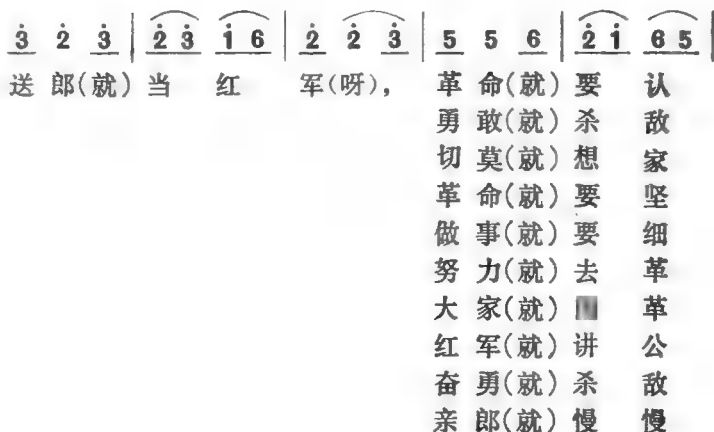 3̇ 2̇ 3̇ | 2̇ 3̇ 1̇ 6 | 2̇ 2̇ 3̇ | 5 5 6 | 2̇ 1̇ 6 5 |
送 郎(就) 当 红 军(呀), 革 命(就) 要 认
勇 敢(就) 杀 敌
切 莫(就) 想 家
革 命(就) 要 坚
做 事(就) 要 细
努 力(就) 去 革
大 家(就) 革
红 军(就) 讲 公
奋 勇(就) 杀 敌
亲 郎(就) 慢 慢